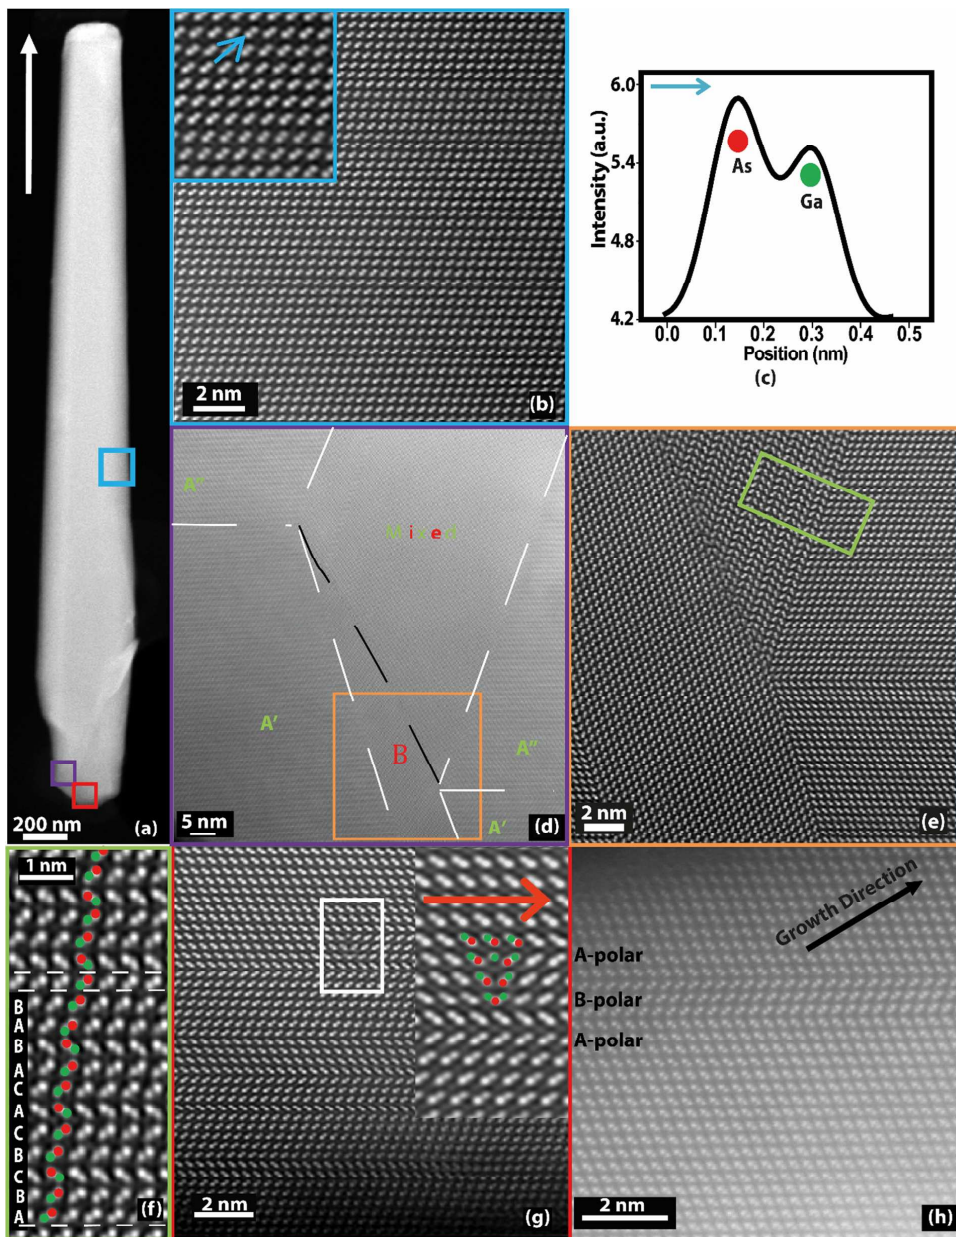 200 nm
(a)
2 nm
(b)
Intensity (a.u.)
6.0
5.4
4.8
4.2
As
Ga
0.0 0.1 0.2 0.3 0.4 0.5
Position (nm)
(c)
A"
Mixed
A'
B
A"
A'
5 nm
(d)
2 nm
(e)
1 nm
B
A
B
A
C
A
C
B
C
B
A
(f)
2 nm
(g)
Growth Direction
A-polar
B-polar
A-polar
2 nm
(h)